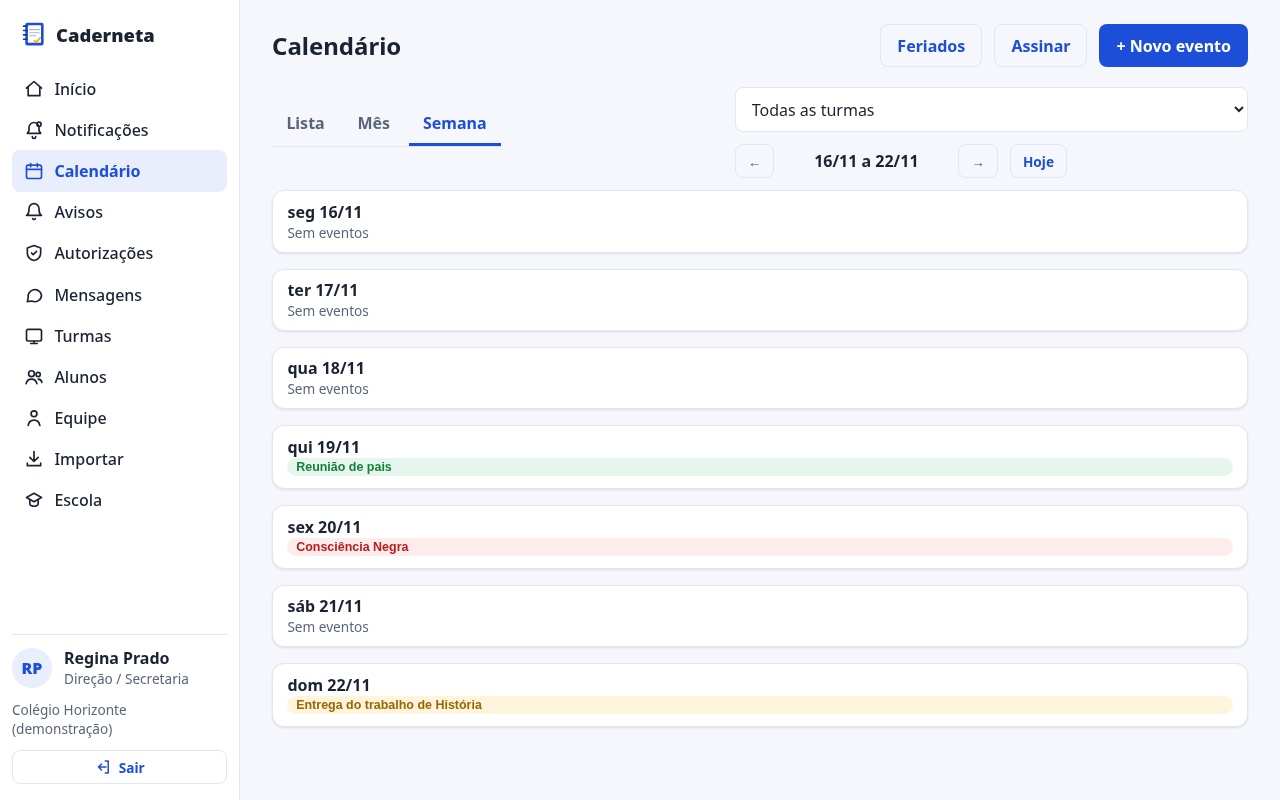 Caderneta
Início
Notificações
Calendário
Avisos
Autorizações
Mensagens
Turmas
Alunos
Equipe
Importar
Escola
RP
Regina Prado
Direção / Secretaria
Colégio Horizonte
(demonstração)
Sair
Calendário
Feriados
Assinar
+ Novo evento
Lista
Mês
Semana
Todas as turmas
←
16/11 a 22/11
→
Hoje
seg 16/11
Sem eventos
ter 17/11
Sem eventos
qua 18/11
Sem eventos
qui 19/11
Reunião de pais
sex 20/11
Consciência Negra
sáb 21/11
Sem eventos
dom 22/11
Entrega do trabalho de História